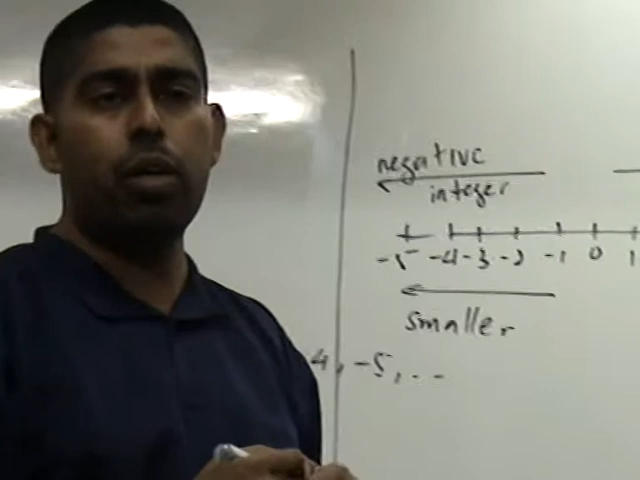 negative
integer
-5 -4 -3 -2 -1 0 1
smaller
4, -5, . . -